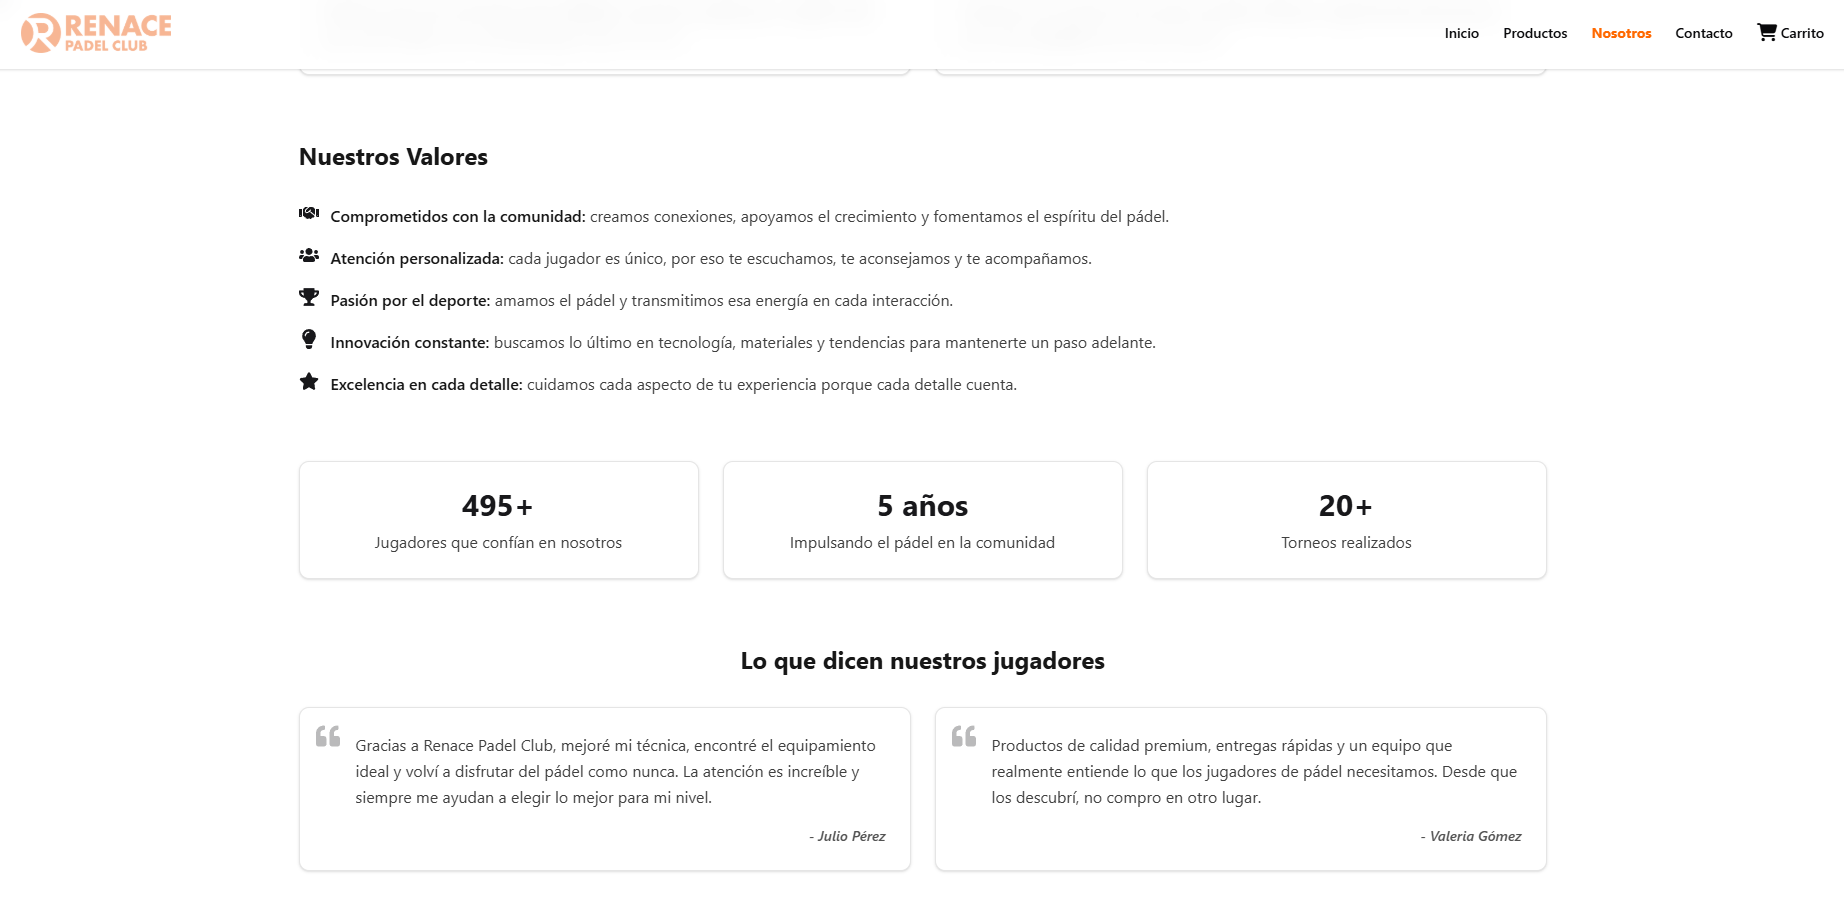 RENACE
PADEL CLUB
Inicio
Productos
Nosotros
Contacto
Carrito
Nuestros Valores
Comprometidos con la comunidad: creamos conexiones, apoyamos el crecimiento y fomentamos el espíritu del pádel.
Atención personalizada: cada jugador es único, por eso te escuchamos, te aconsejamos y te acompañamos.
Pasión por el deporte: amamos el pádel y transmitimos esa energía en cada interacción.
Innovación constante: buscamos lo último en tecnología, materiales y tendencias para mantenerte un paso adelante.
Excelencia en cada detalle: cuidamos cada aspecto de tu experiencia porque cada detalle cuenta.
495+
Jugadores que confían en nosotros
5 años
Impulsando el pádel en la comunidad
20+
Torneos realizados
Lo que dicen nuestros jugadores
Gracias a Renace Padel Club, mejoré mi técnica, encontré el equipamiento
ideal y volví a disfrutar del pádel como nunca. La atención es increíble y
siempre me ayudan a elegir lo mejor para mi nivel.
- Julio Pérez
Productos de calidad premium, entregas rápidas y un equipo que
realmente entiende lo que los jugadores de pádel necesitamos. Desde que
los descubrí, no compro en otro lugar.
- Valeria Gómez